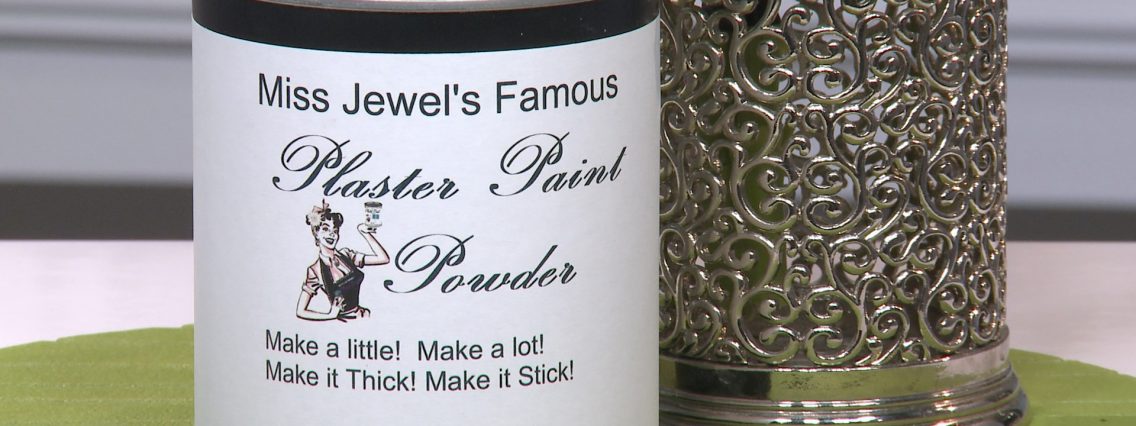 Miss Jewel's Famous
Plaster Paint
Powder
Make a little! Make a lot!
Make it Thick! Make it Stick!